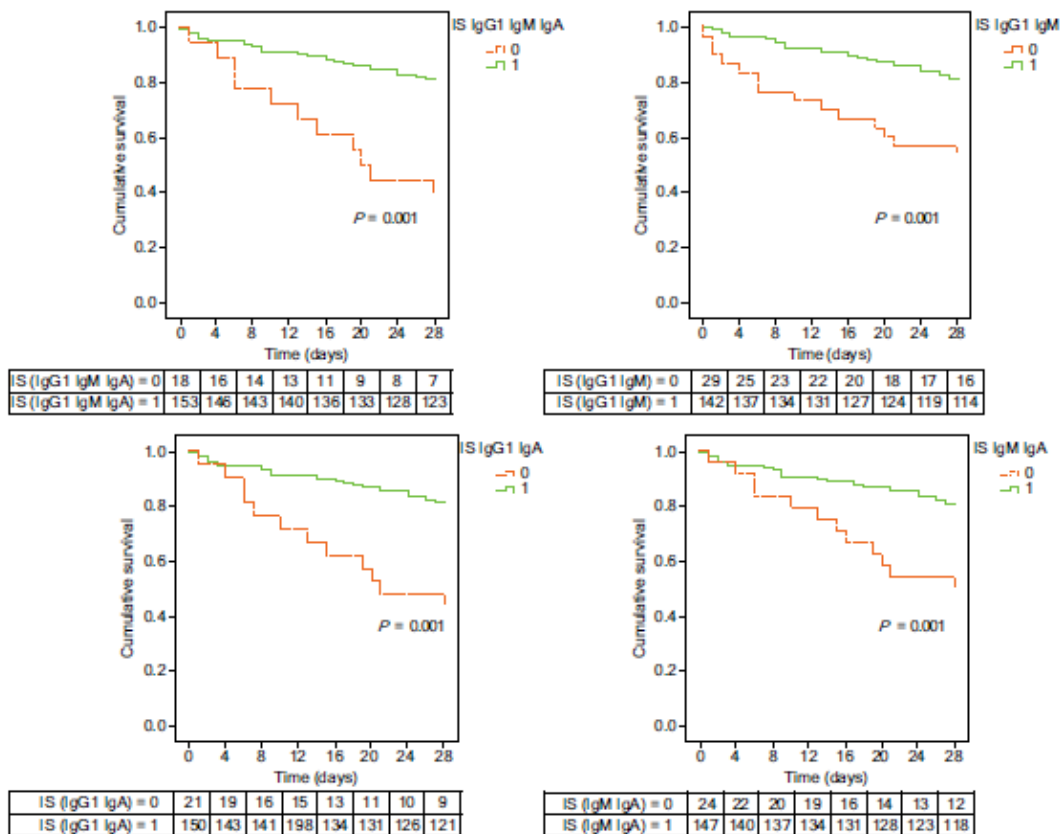 IS IgG1 IgM IgA
0
1
1.0
0.8
0.6
0.4
0.2
0.0
Cumulative survival
P = 0.001
0 4 8 12 16 20 24 28
Time (days)
IS (IgG1 IgM IgA) = 0 18 16 14 13 11 9 8 7
IS (IgG1 IgM IgA) = 1 153 146 143 140 136 133 128 123
IS IgG1 IgM
0
1
1.0
0.8
0.6
0.4
0.2
0.0
Cumulative survival
P = 0.001
0 4 8 12 16 20 24 28
Time (days)
IS (IgG1 IgM) = 0 29 25 23 22 20 18 17 16
IS (IgG1 IgM) = 1 142 137 134 131 127 124 119 114
IS IgG1 IgA
0
1
1.0
0.8
0.6
0.4
0.2
0.0
Cumulative survival
P = 0.001
0 4 8 12 16 20 24 28
Time (days)
IS (IgG1 IgA) = 0 21 19 16 15 13 11 10 9
IS (IgG1 IgA) = 1 150 143 141 198 134 131 126 121
IS IgM IgA
0
1
1.0
0.8
0.6
0.4
0.2
0.0
Cumulative survival
P = 0.001
0 4 8 12 16 20 24 28
Time (days)
IS (IgM IgA) = 0 24 22 20 19 16 14 13 12
IS (IgM IgA) = 1 147 140 137 134 131 128 123 118